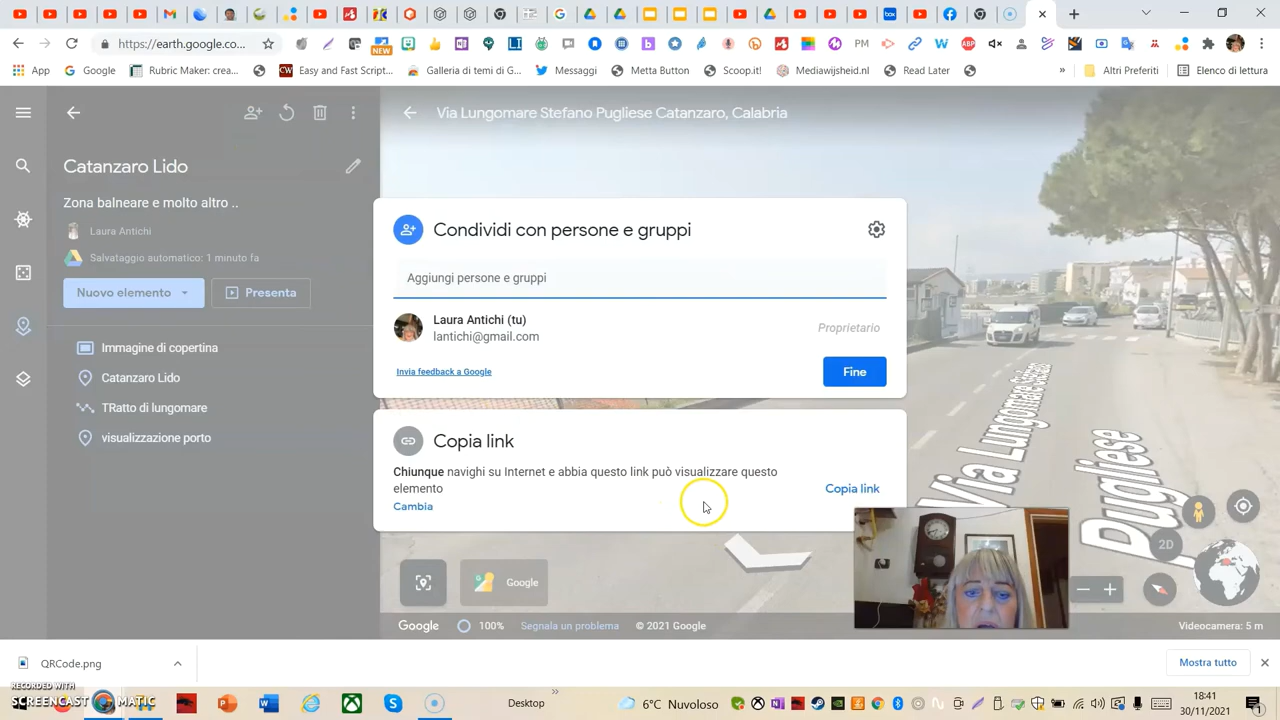 https://earth.google.co...
NEW
PM
ABP
App
Google
Rubric Maker: crea...
Easy and Fast Script...
Galleria di temi di G...
Messaggi
Metta Button
Scoop.it!
Mediawijsheid.nl
Read Later
»
Altri Preferiti
Elenco di lettura
Via Lungomare Stefano Pugliese Catanzaro, Calabria
Catanzaro Lido
Zona balneare e molto altro ..
Laura Antichi
Salvataggio automatico: 1 minuto fa
Nuovo elemento
Presenta
Immagine di copertina
Catanzaro Lido
TRatto di lungomare
visualizzazione porto
Condividi con persone e gruppi
Aggiungi persone e gruppi
Laura Antichi (tu)
Proprietario
lantichi@gmail.com
Invia feedback a Google
Fine
Copia link
Chiunque navighi su Internet e abbia questo link può visualizzare questo
elemento
Copia link
Cambia
Via Lungomare Stefano
Pugliese
2D
Google
Google
100%
Segnala un problema
© 2021 Google
Videocamera: 5 m
QRCode.png
Mostra tutto
RECORDED WITH
SCREENCAST MATIC
Desktop
»
6°C Nuvoloso
18:41
30/11/2021